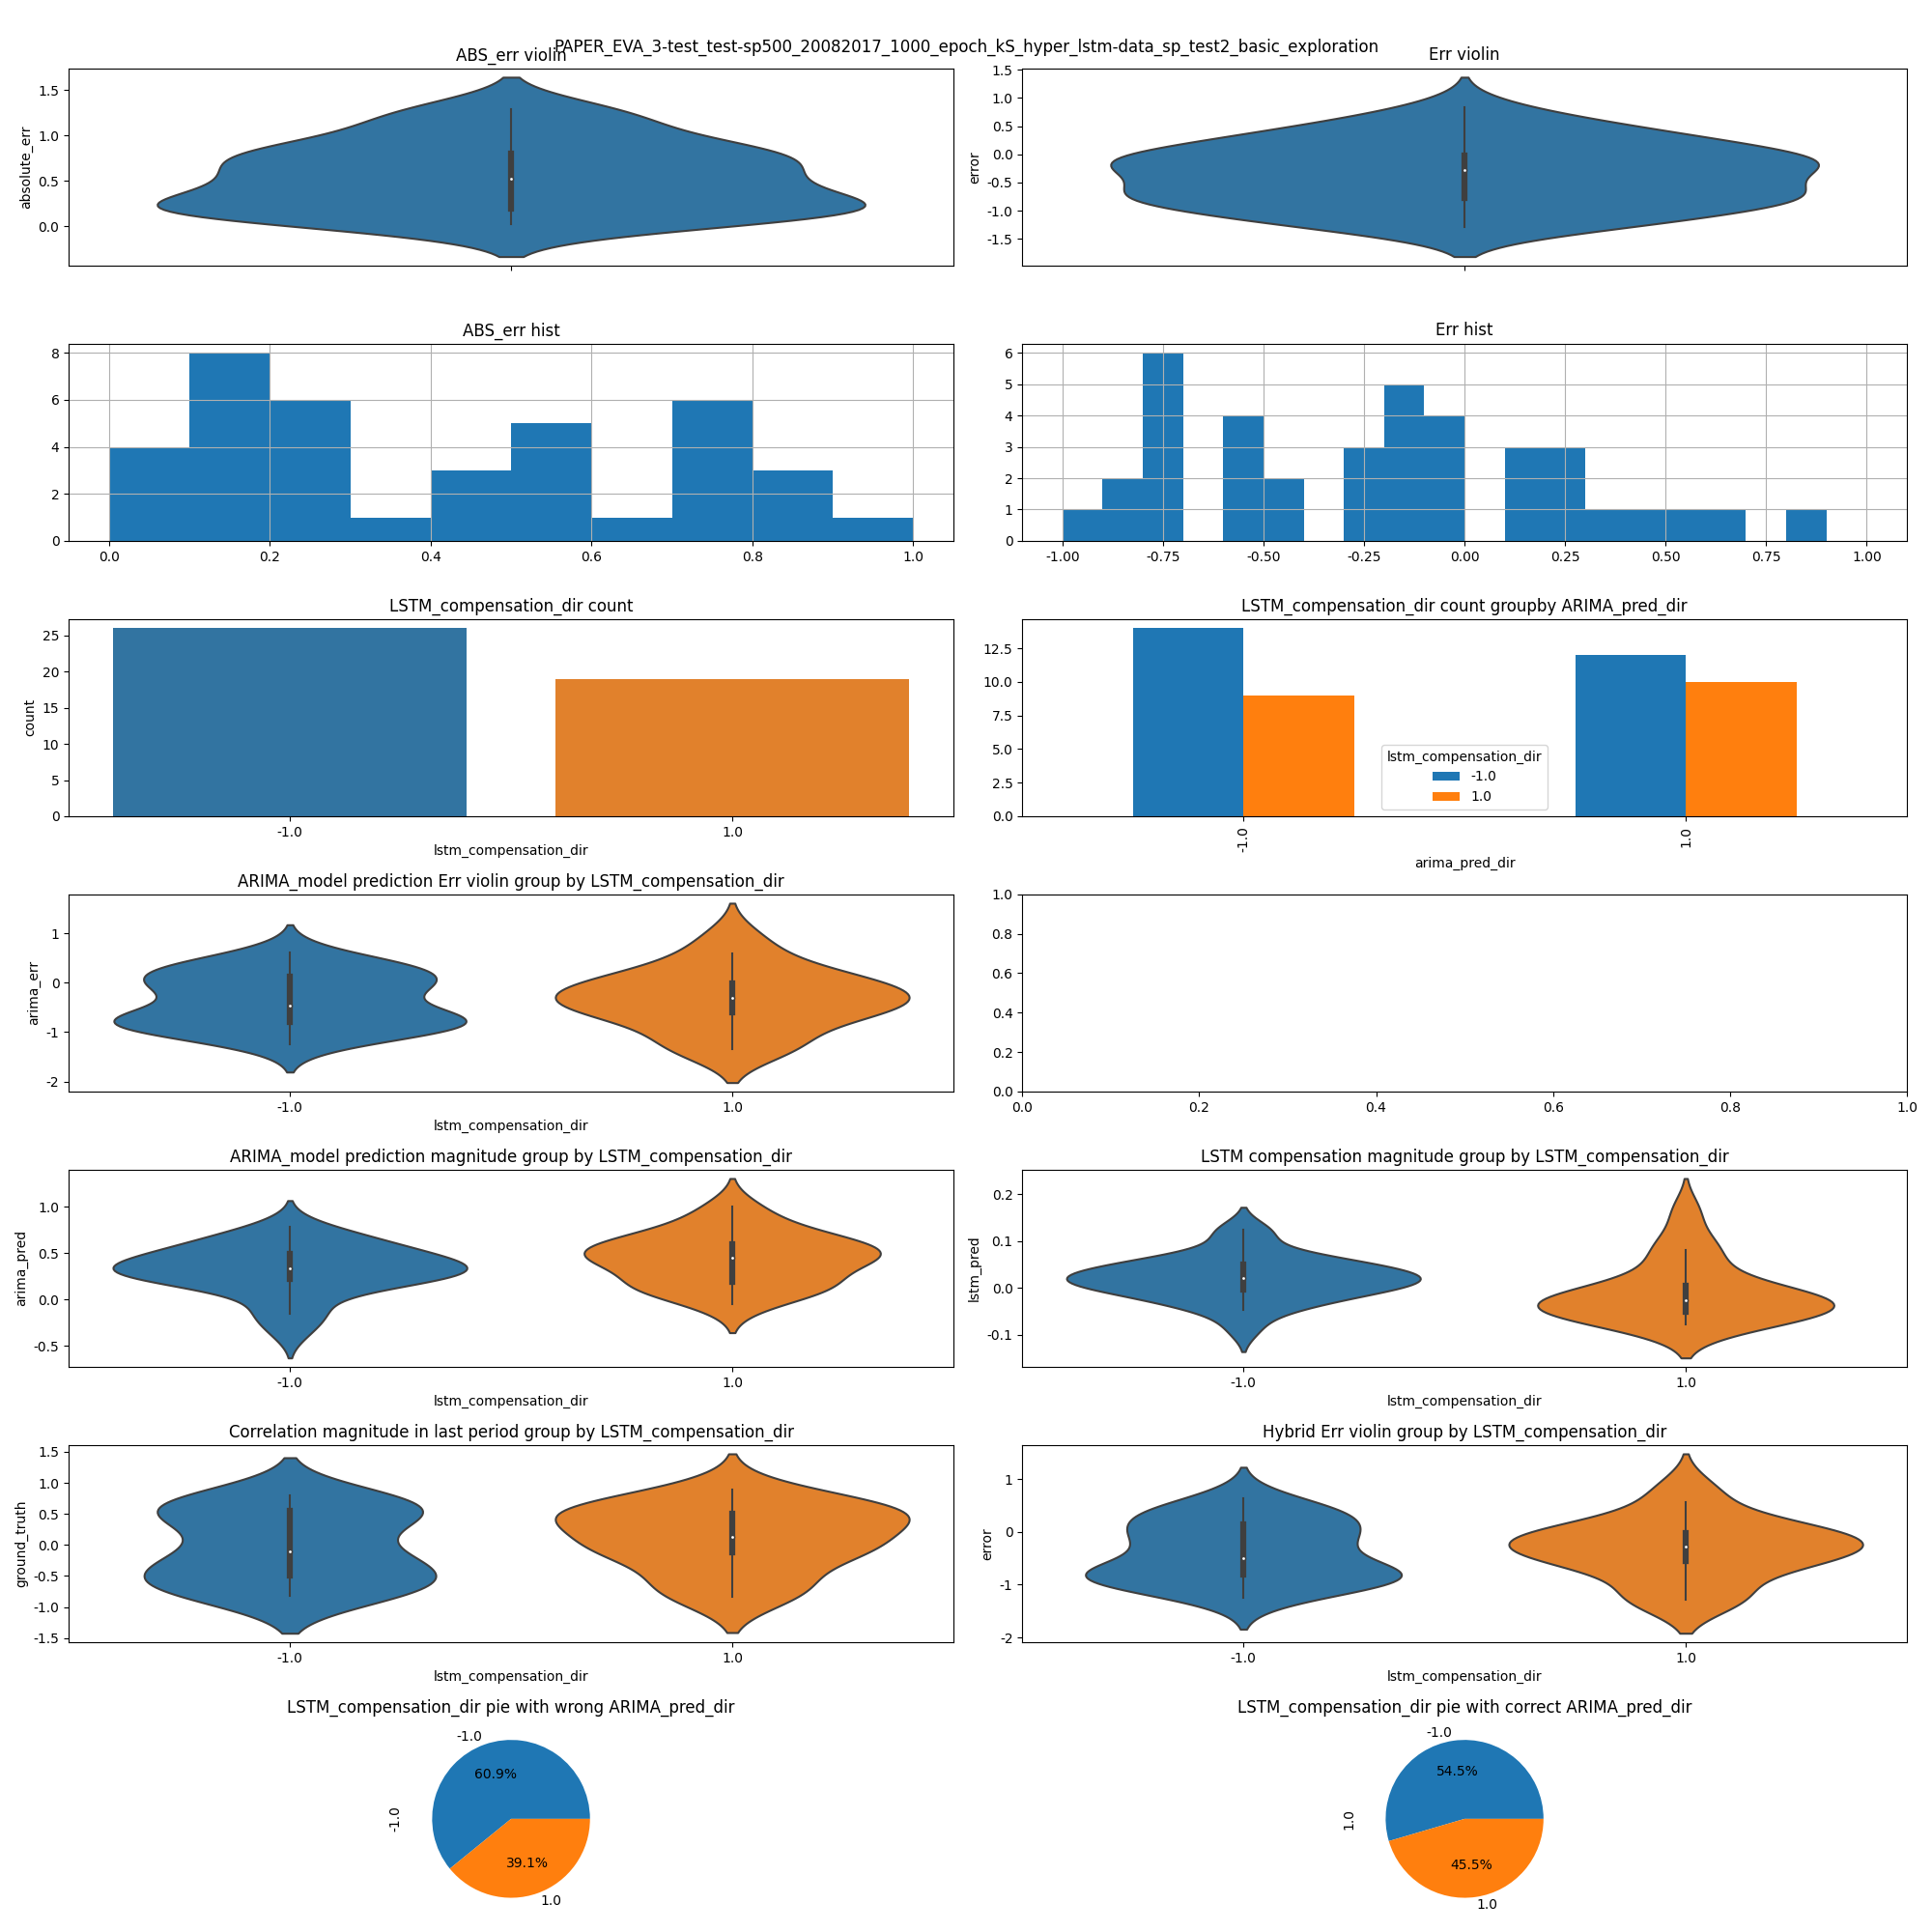 PAPER_EVA_3-test_test-sp500_20082017_1000_epoch_kS_hyper_lstm-data_sp_test2_basic_exploration
ABS_err violin
absolute_err
1.5
1.0
0.5
0.0
Err violin
error
1.5
1.0
0.5
0.0
-0.5
-1.0
-1.5
ABS_err hist
8
6
4
2
0
0.0 0.2 0.4 0.6 0.8 1.0
Err hist
6
5
4
3
2
1
0
-1.00 -0.75 -0.50 -0.25 0.00 0.25 0.50 0.75 1.00
LSTM_compensation_dir count
count
25
20
15
10
5
0
-1.0 1.0
lstm_compensation_dir
LSTM_compensation_dir count groupby ARIMA_pred_dir
12.5
10.0
7.5
5.0
2.5
0.0
lstm_compensation_dir
-1.0
1.0
-1.0 1.0
arima_pred_dir
ARIMA_model prediction Err violin group by LSTM_compensation_dir
arima_err
1
0
-1
-2
-1.0 1.0
lstm_compensation_dir
1.0
0.8
0.6
0.4
0.2
0.0
0.0 0.2 0.4 0.6 0.8 1.0
ARIMA_model prediction magnitude group by LSTM_compensation_dir
arima_pred
1.0
0.5
0.0
-0.5
-1.0 1.0
lstm_compensation_dir
LSTM compensation magnitude group by LSTM_compensation_dir
lstm_pred
0.2
0.1
0.0
-0.1
-1.0 1.0
lstm_compensation_dir
Correlation magnitude in last period group by LSTM_compensation_dir
ground_truth
1.5
1.0
0.5
0.0
-0.5
-1.0
-1.5
-1.0 1.0
lstm_compensation_dir
Hybrid Err violin group by LSTM_compensation_dir
error
1
0
-1
-2
-1.0 1.0
lstm_compensation_dir
LSTM_compensation_dir pie with wrong ARIMA_pred_dir
-1.0
60.9%
-1.0
39.1%
1.0
LSTM_compensation_dir pie with correct ARIMA_pred_dir
-1.0
54.5%
1.0
45.5%
1.0